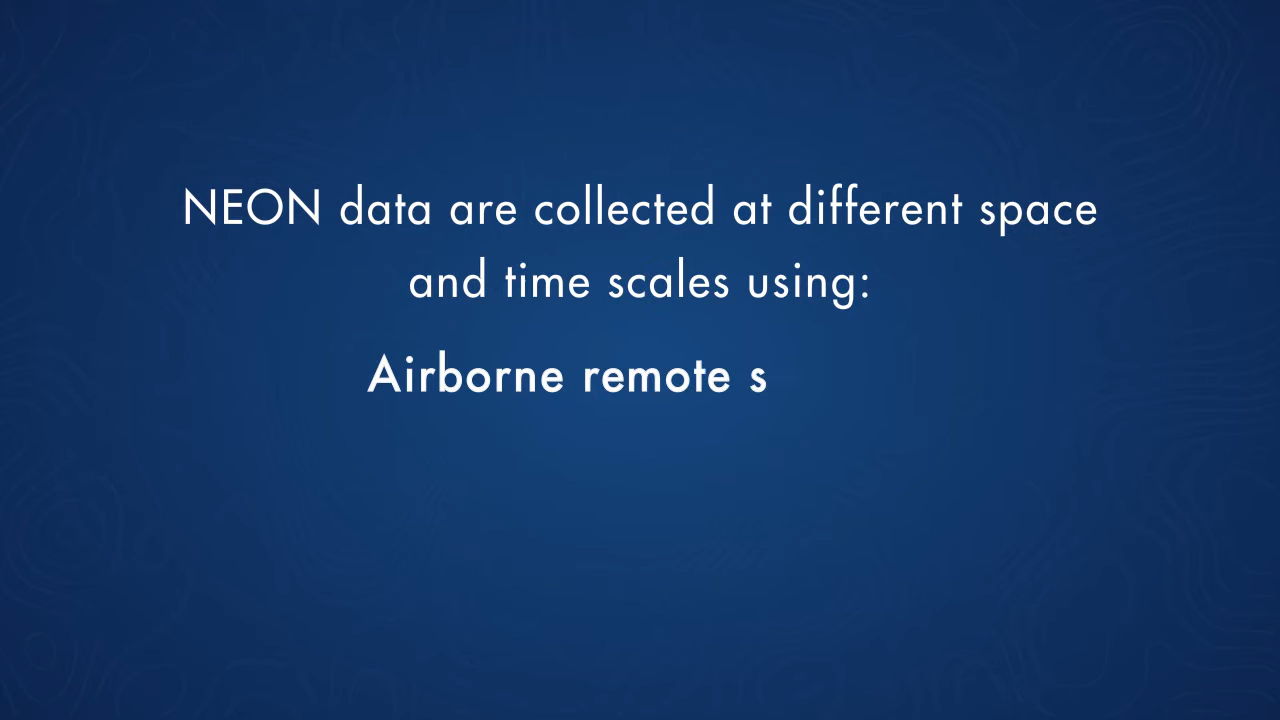 NEON data are collected at different space
and time scales using:
Airborne remote s